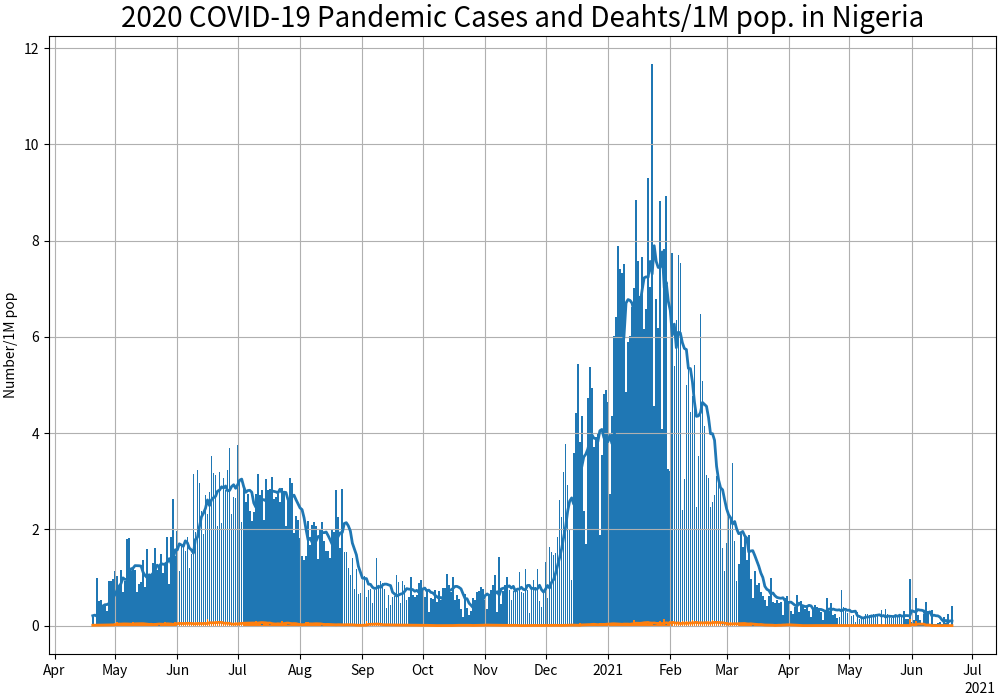 2020 COVID-19 Pandemic Cases and Deahts/1M pop. in Nigeria
12
10
8
6
4
2
0
Number/1M pop
Apr May Jun Jul Aug Sep Oct Nov Dec 2021 Feb Mar Apr May Jun Jul
2021